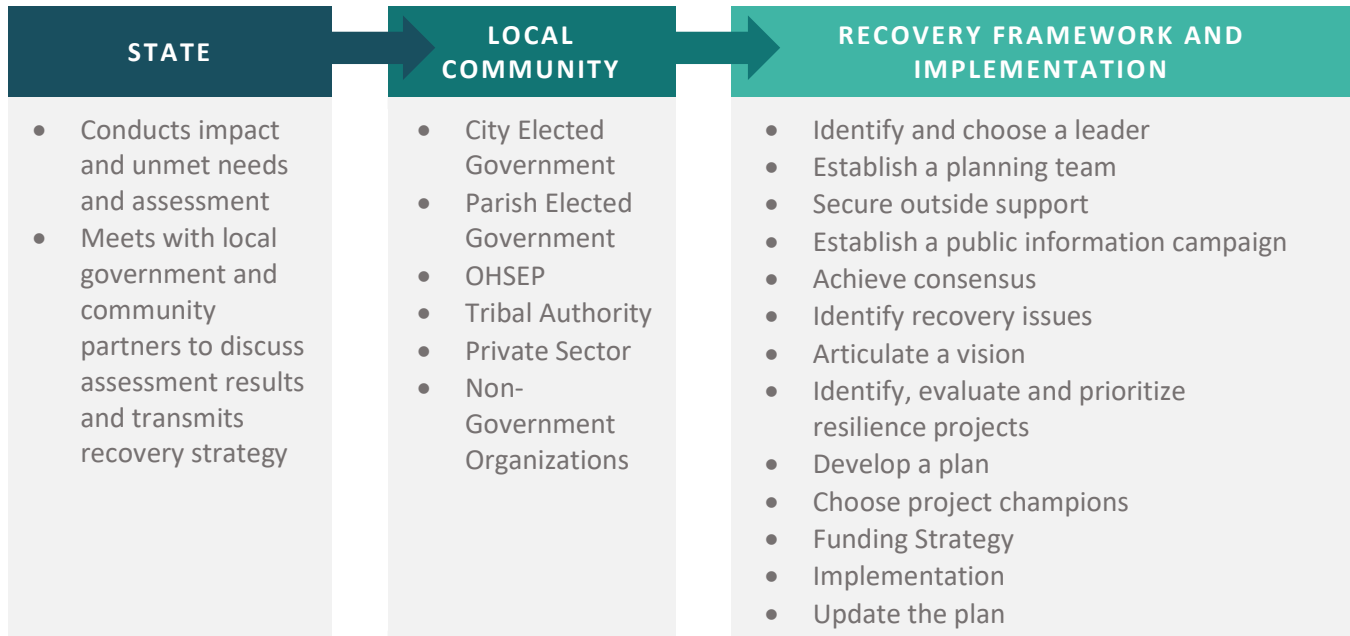 STATE
● Conducts impact
and unmet needs
and assessment
● Meets with local
government and
community
partners to discuss
assessment results
and transmits
recovery strategy
LOCAL
COMMUNITY
● City Elected
Government
● Parish Elected
Government
● OHSEP
● Tribal Authority
● Private Sector
● Non-
Government
Organizations
RECOVERY FRAMEWORK AND
IMPLEMENTATION
● Identify and choose a leader
● Establish a planning team
● Secure outside support
● Establish a public information campaign
● Achieve consensus
● Identify recovery issues
● Articulate a vision
● Identify, evaluate and prioritize
resilience projects
● Develop a plan
● Choose project champions
● Funding Strategy
● Implementation
● Update the plan